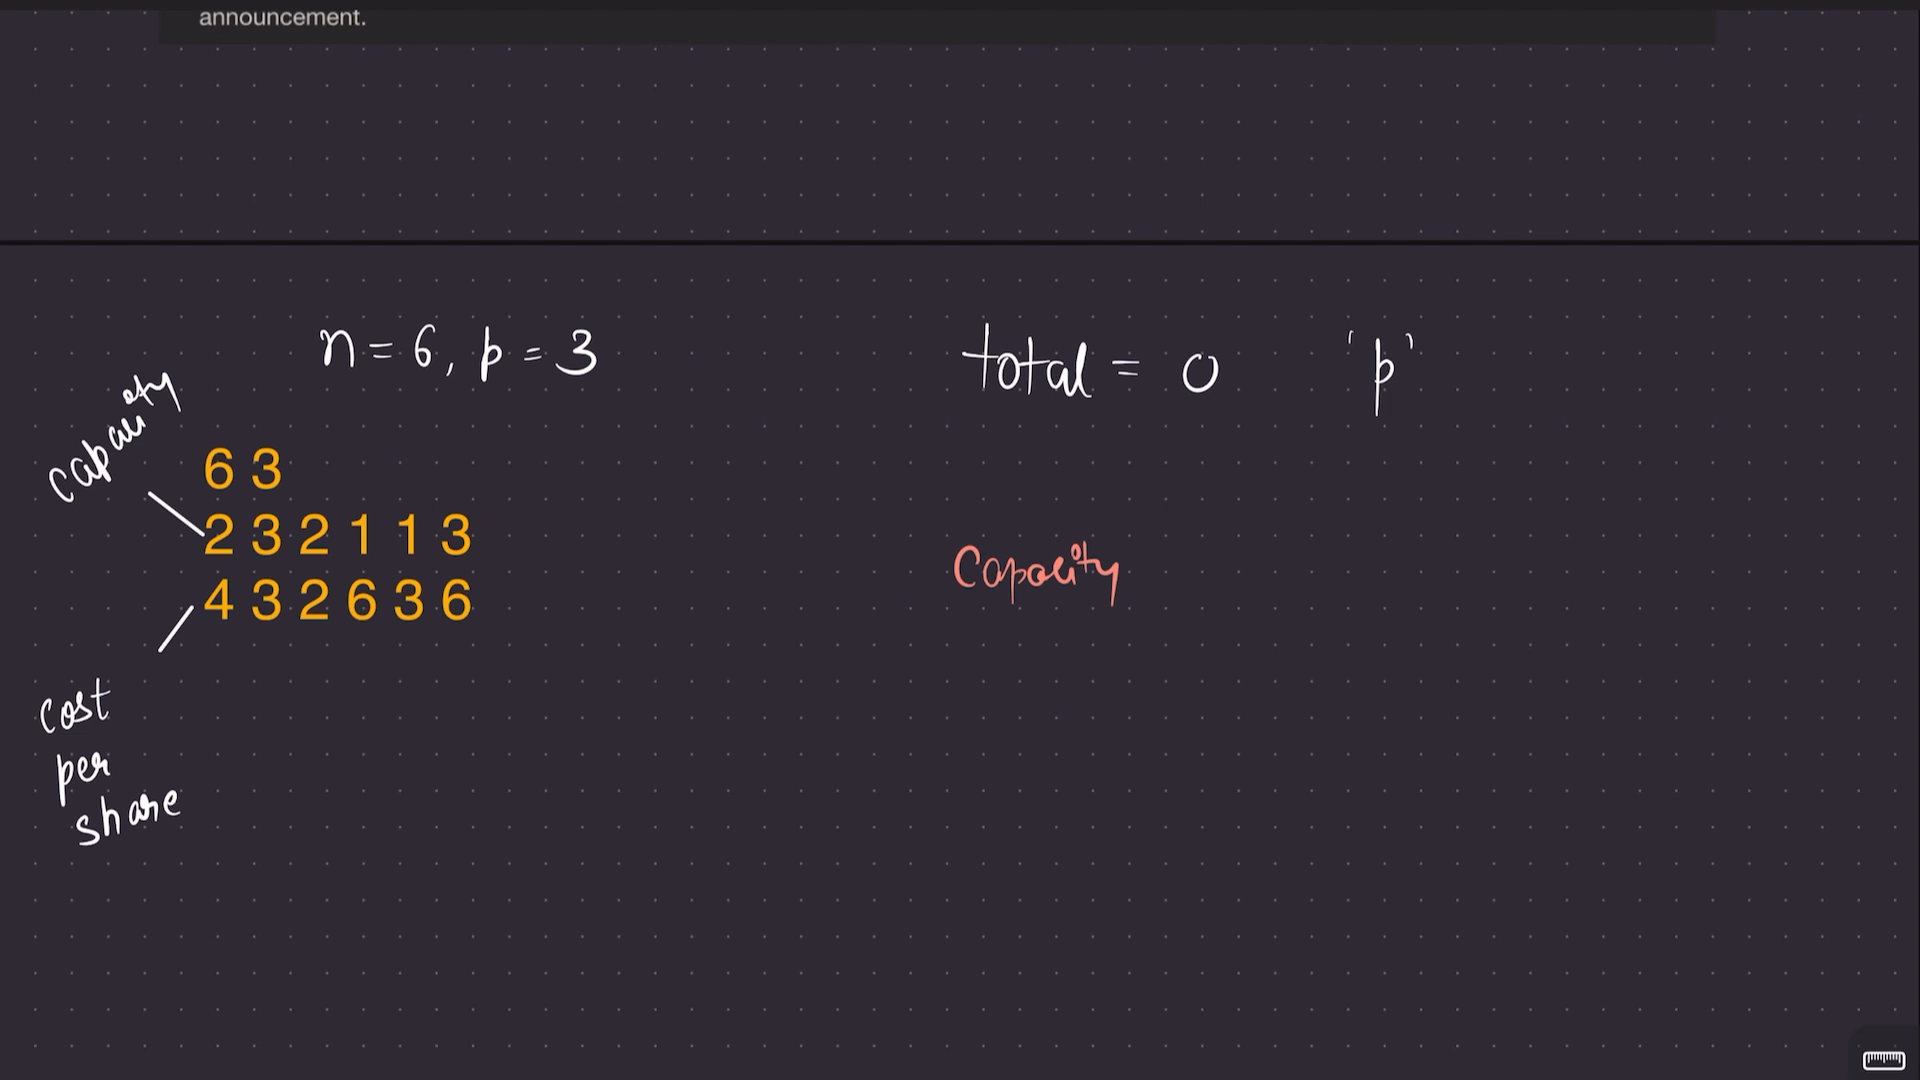 announcement.
n = 6, p = 3
total = 0 'p'
Capacity
6 3
2 3 2 1 1 3
4 3 2 6 3 6
Capacity
cost
per
share